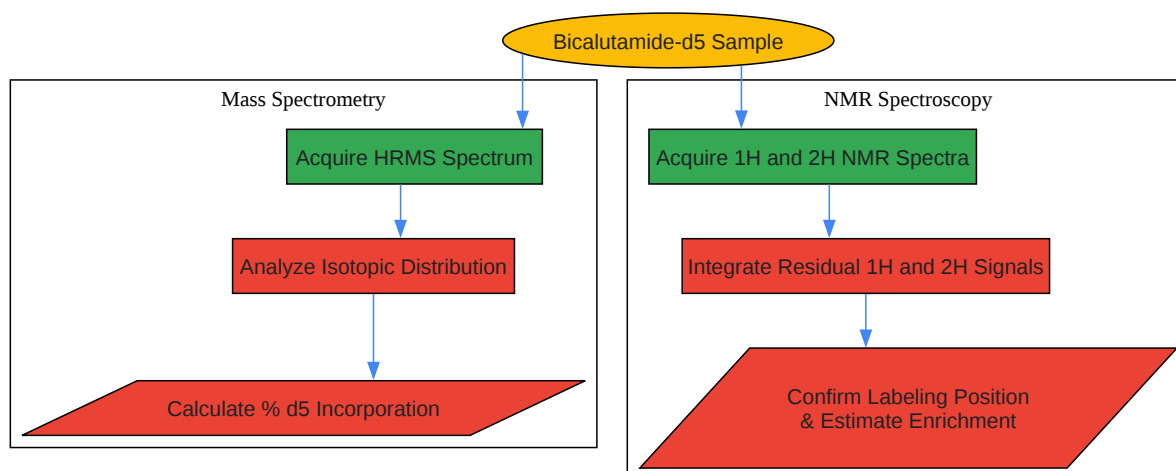 Bicalutamide-d5 Sample
Mass Spectrometry
Acquire HRMS Spectrum
Analyze Isotopic Distribution
Calculate % d5 Incorporation
NMR Spectroscopy
Acquire 1H and 2H NMR Spectra
Integrate Residual 1H and 2H Signals
Confirm Labeling Position
& Estimate Enrichment